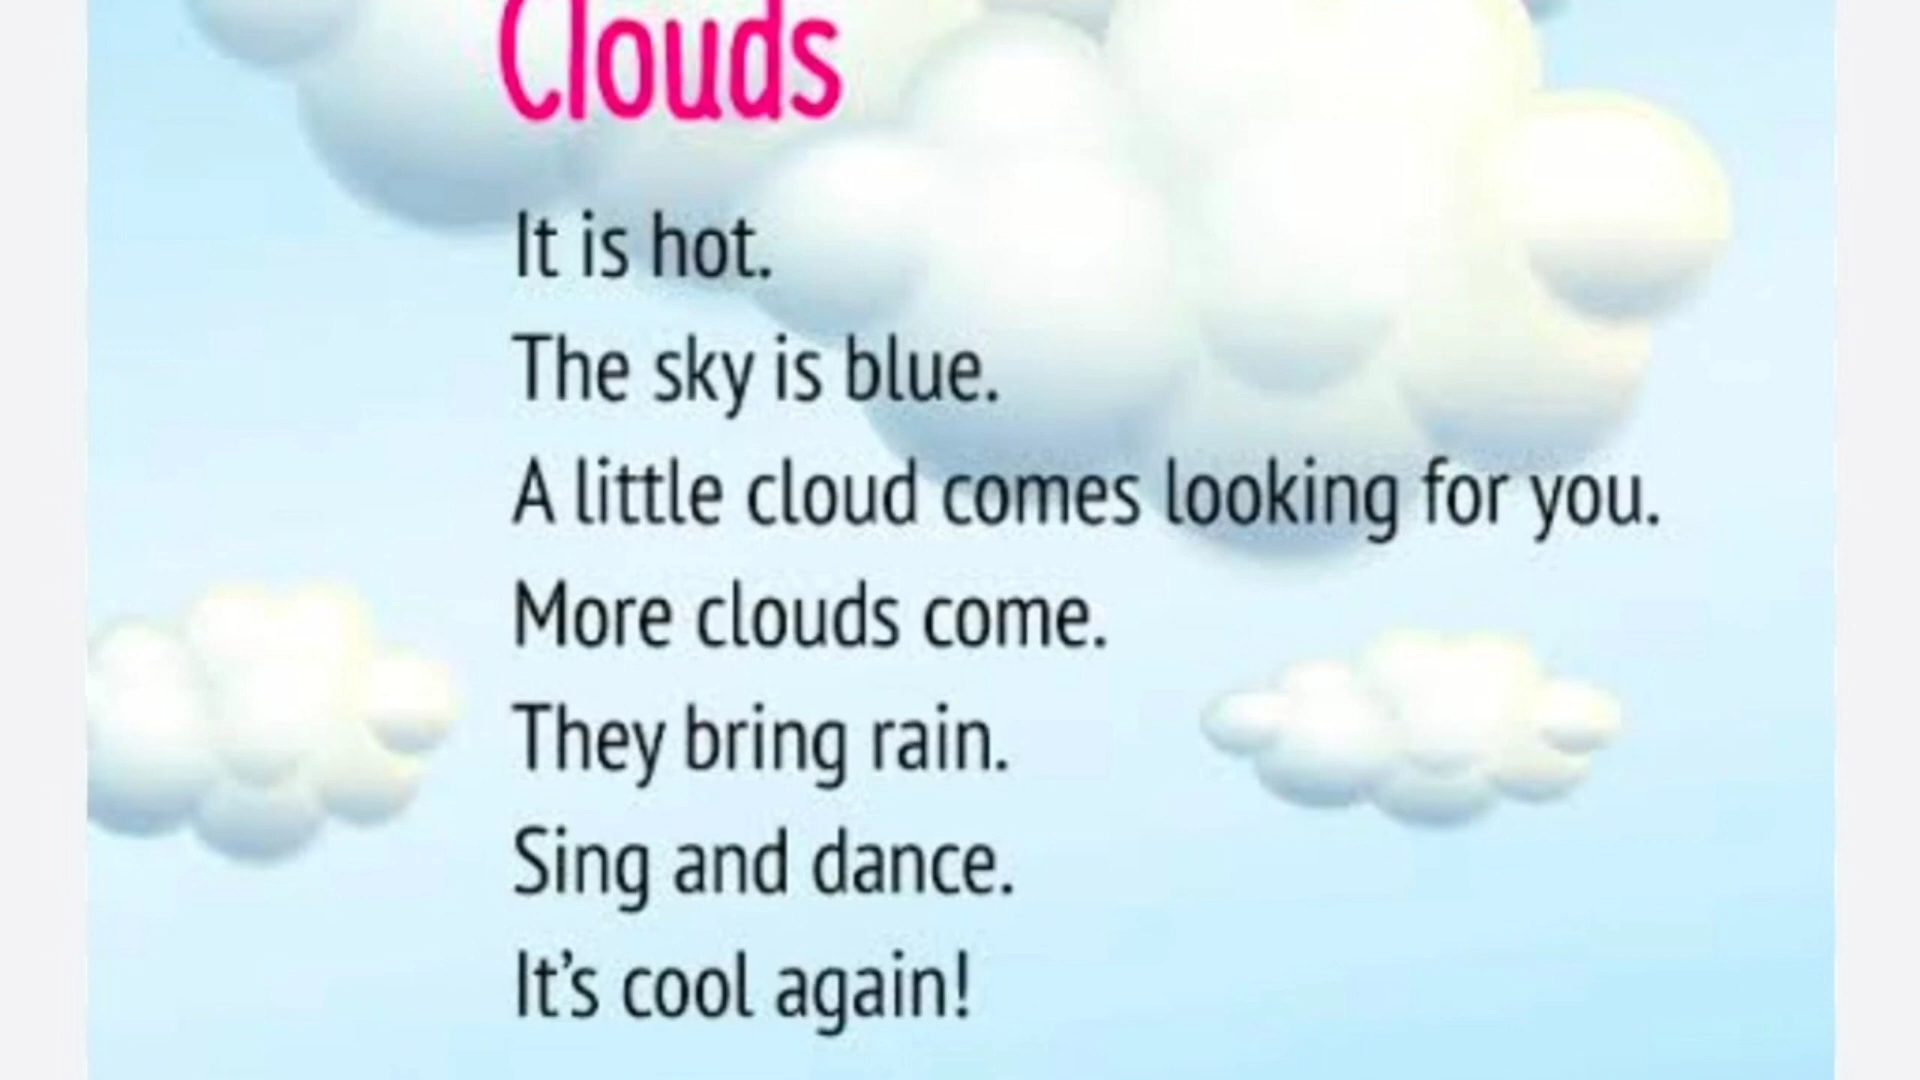 Clouds
It is hot.
The sky is blue.
A little cloud comes looking for you.
More clouds come.
They bring rain.
Sing and dance.
It's cool again!